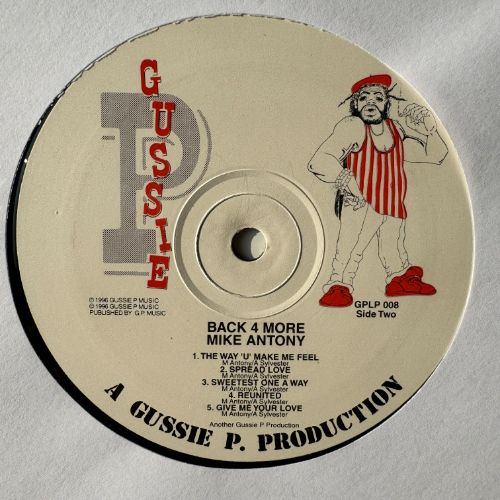 GUSSIE
P
© 1996 GUSSIE P MUSIC
℗ 1996 GUSSIE P MUSIC
PUBLISHED BY G.P. MUSIC
GPLP 008
Side Two
BACK 4 MORE
MIKE ANTONY
1. THE WAY 'U' MAKE ME FEEL
M Antony/A Sylvester
2. SPREAD LOVE
M Antony/A Sylvester
3. SWEETEST ONE A WAY
M Antony/A Sylvester
4. REUNITED
M Antony/A Sylvester
5. GIVE ME YOUR LOVE
M Antony/A Sylvester
Another Gussie P Production
A GUSSIE P. PRODUCTION